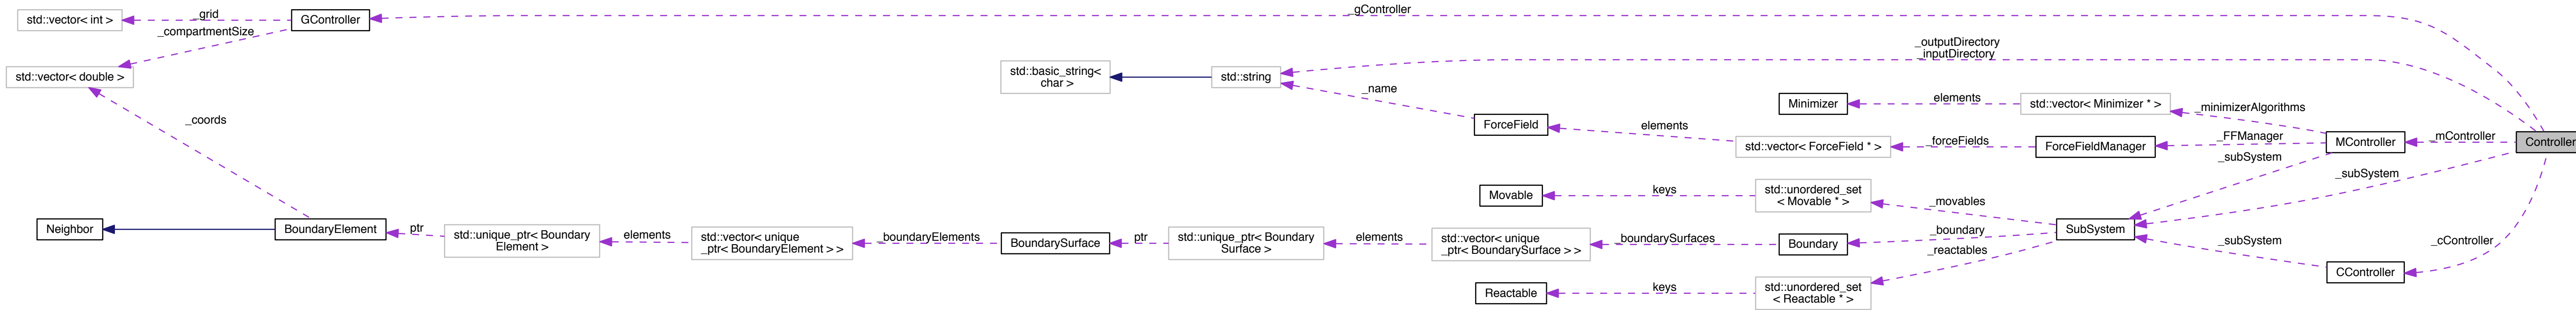 std::vector< int >
_grid
GController
_gController
_compartmentSize
std::vector< double >
_outputDirectory
_inputDirectory
std::basic_string<
char >
std::string
_name
ForceField
elements
std::vector< ForceField * >
_forceFields
ForceFieldManager
_FFManager
Minimizer
elements
std::vector< Minimizer * >
_minimizerAlgorithms
MController
_mController
Controller
_subSystem
_subSystem
_coords
Movable
keys
std::unordered_set
< Movable * >
_movables
Neighbor
BoundaryElement
ptr
std::unique_ptr< Boundary
Element >
elements
std::vector< unique
_ptr< BoundaryElement > >
_boundaryElements
BoundarySurface
ptr
std::unique_ptr< Boundary
Surface >
elements
std::vector< unique
_ptr< BoundarySurface > >
_boundarySurfaces
Boundary
_boundary
SubSystem
_subSystem
_cController
CController
_reactables
Reactable
keys
std::unordered_set
< Reactable * >